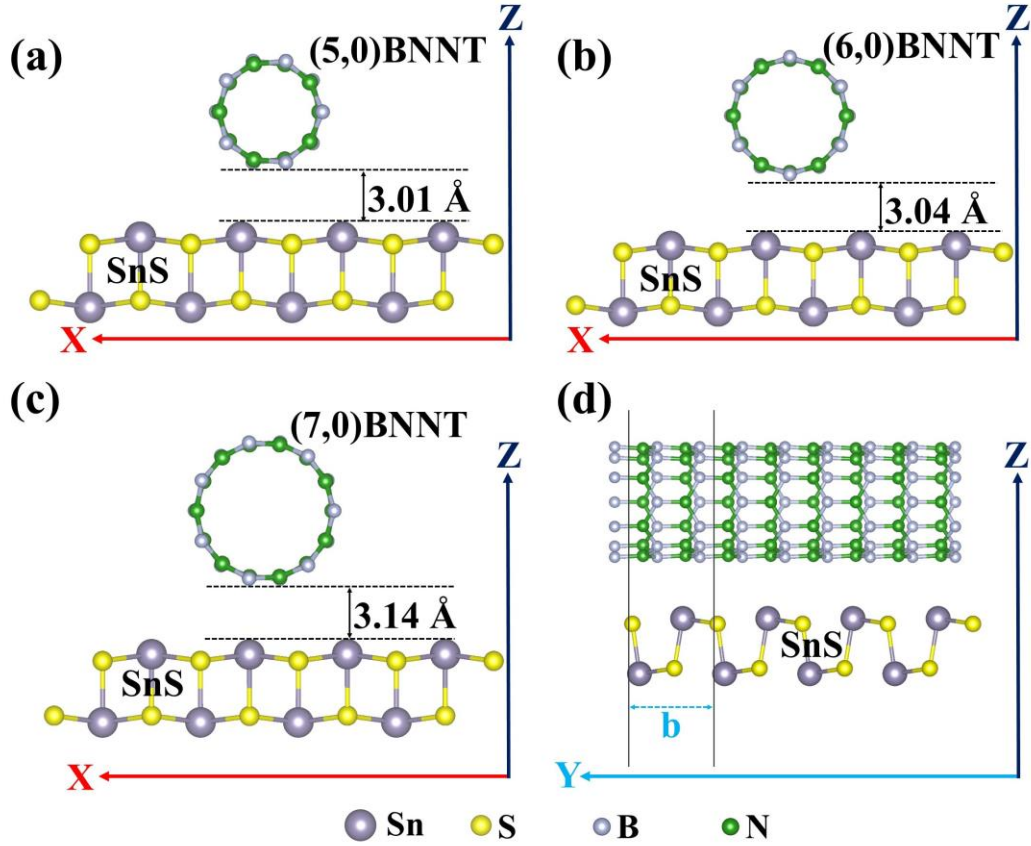 (a)
(5,0)BNNT
Z
3.01 Å
SnS
X
(b)
(6,0)BNNT
Z
3.04 Å
SnS
X
(c)
(7,0)BNNT
Z
3.14 Å
SnS
X
(d)
Z
SnS
b
Y
Sn S B N